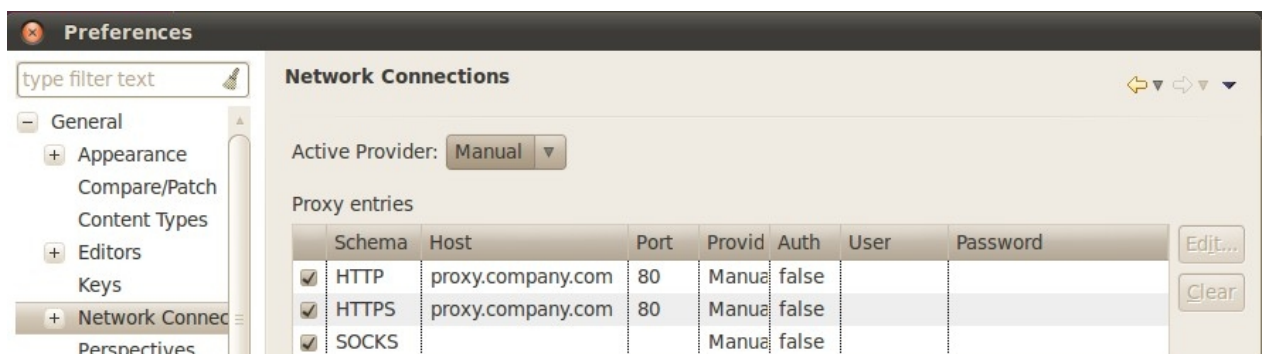 Preferences
type filter text
General
Appearance
Compare/Patch
Content Types
Editors
Keys
Network Connec
Perspectives
Network Connections
Active Provider: Manual
Proxy entries
Schema Host Port Provid Auth User Password
HTTP proxy.company.com 80 Manua false
HTTPS proxy.company.com 80 Manua false
SOCKS Manua false
Edit...
Clear